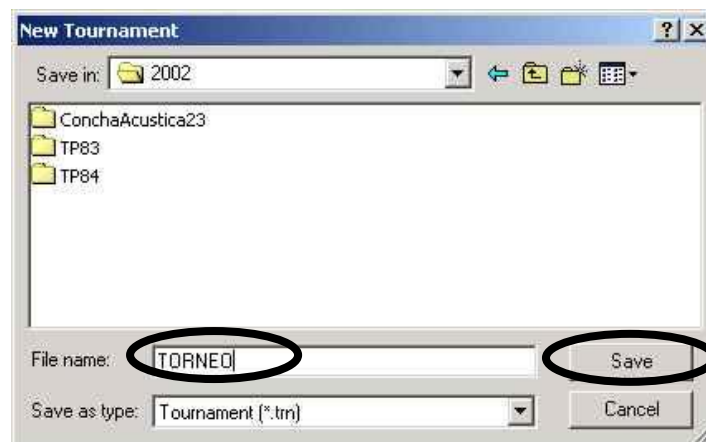 New Tournament
Save in: 2002
ConchaAcustica23
TP83
TP84
File name: TORNEO Save
Save as type: Tournament (*.trn) Cancel